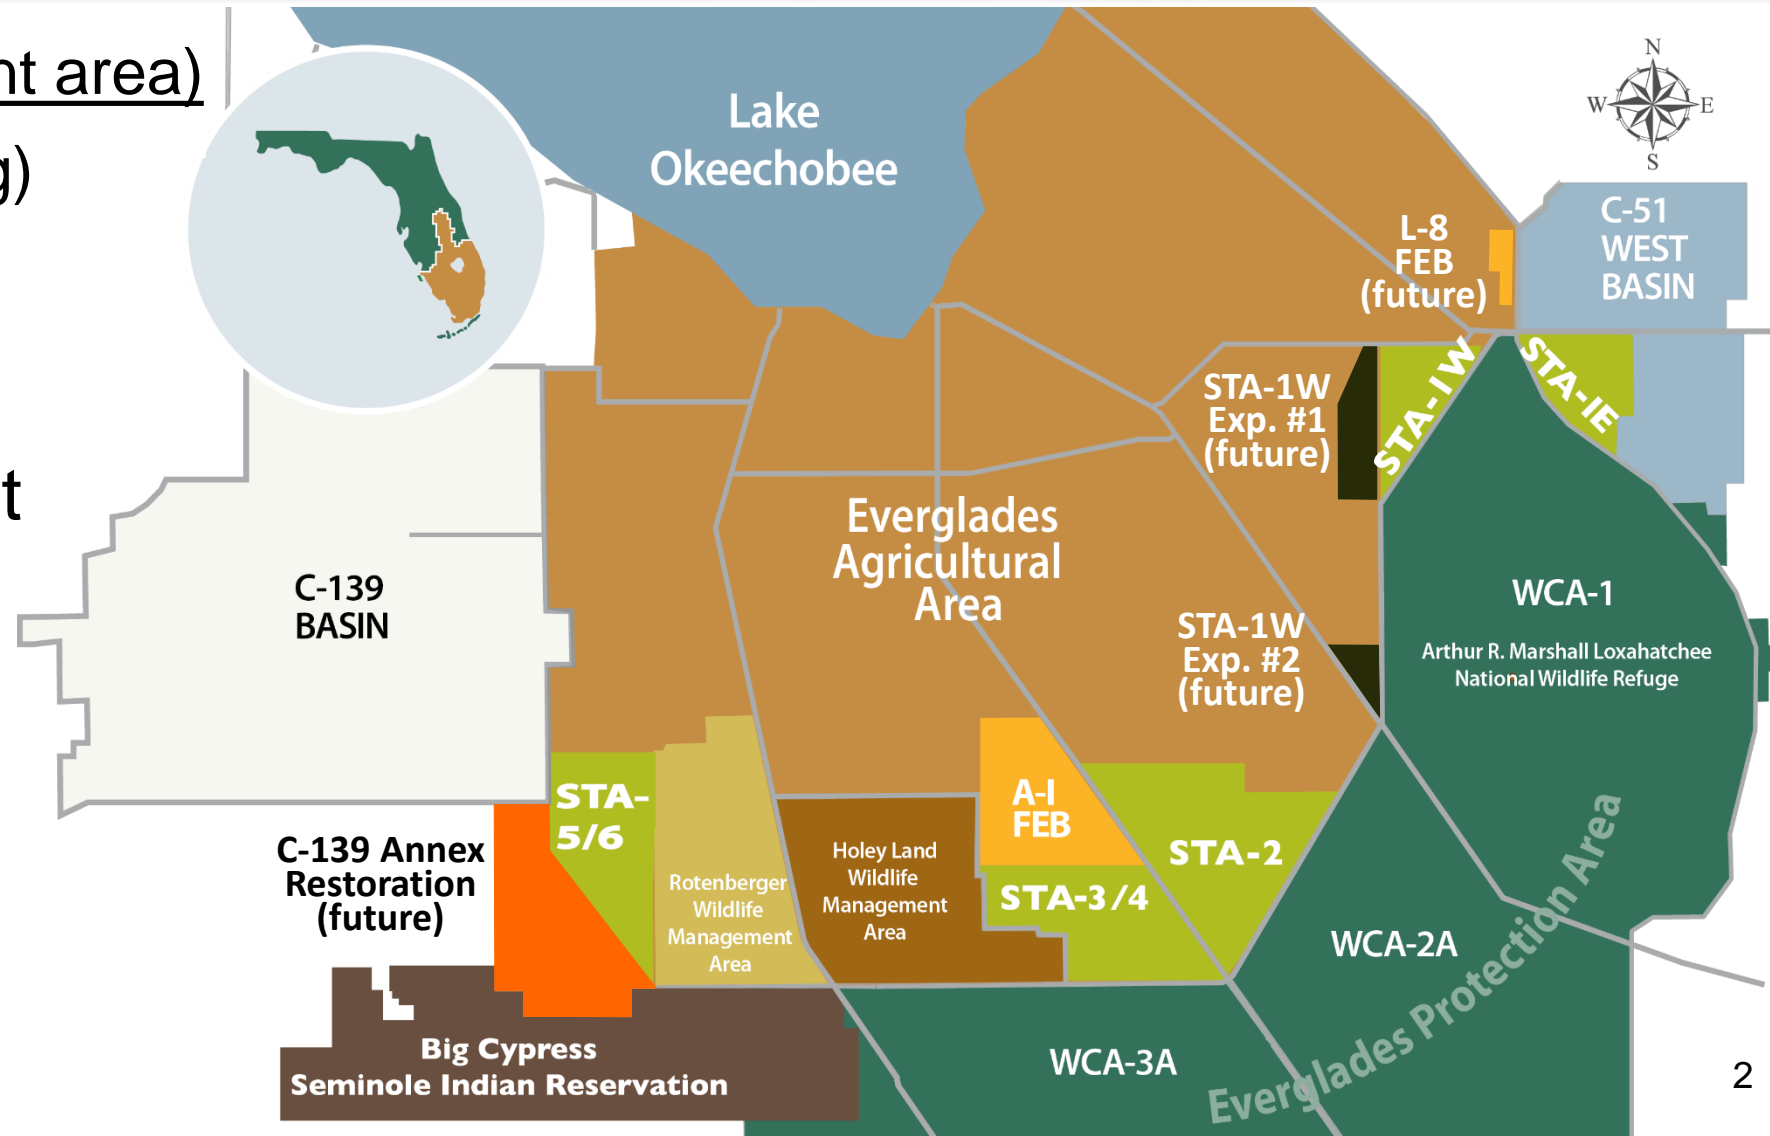 nt area)
g)
t
N
W
E
S
Lake
Okeechobee
C-51
WEST
BASIN
L-8
FEB
(future)
STA-1W
Exp. #1
(future)
STA-IW
STA-IE
Everglades
Agricultural
Area
C-139
BASIN
WCA-1
Arthur R. Marshall Loxahatchee
National Wildlife Refuge
STA-1W
Exp. #2
(future)
STA-
5/6
A-I
FEB
STA-2
C-139 Annex
Restoration
(future)
Rotenberger
Wildlife
Management
Area
Holey Land
Wildlife
Management
Area
STA-3/4
WCA-2A
Everglades Protection Area
Big Cypress
Seminole Indian Reservation
WCA-3A
2